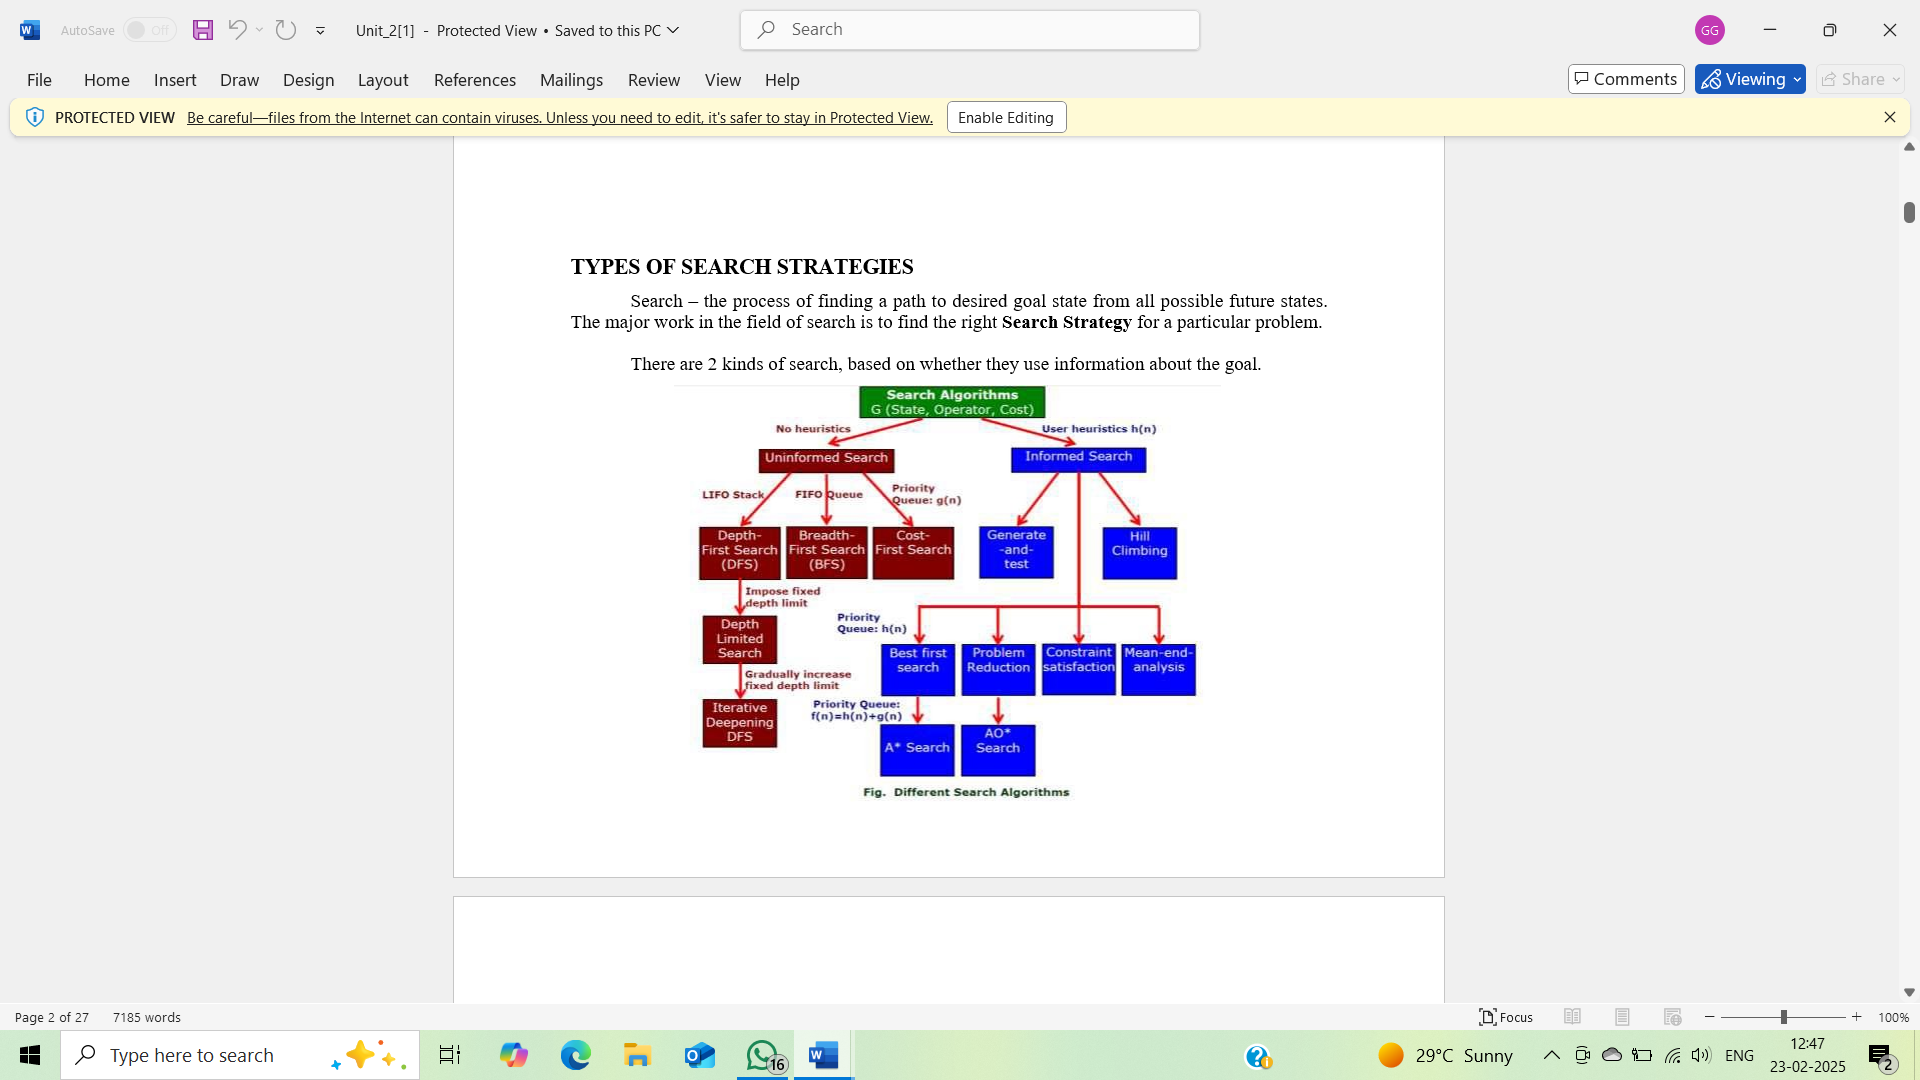 AutoSave Off Unit_2[1] - Protected View • Saved to this PC Search GG
File Home Insert Draw Design Layout References Mailings Review View Help Comments Viewing Share
PROTECTED VIEW Be careful—files from the Internet can contain viruses. Unless you need to edit, it's safer to stay in Protected View. Enable Editing
TYPES OF SEARCH STRATEGIES
Search – the process of finding a path to desired goal state from all possible future states.
The major work in the field of search is to find the right Search Strategy for a particular problem.
There are 2 kinds of search, based on whether they use information about the goal.
Search Algorithms
G (State, Operator, Cost)
No heuristics
User heuristics h(n)
Uninformed Search
Informed Search
LIFO Stack
FIFO Queue
Priority
Queue: g(n)
Depth-
First Search
(DFS)
Breadth-
First Search
(BFS)
Cost-
First Search
Generate
-and-
test
Hill
Climbing
Impose fixed
depth limit
Depth
Limited
Search
Priority
Queue: h(n)
Best first
search
Problem
Reduction
Constraint
satisfaction
Mean-end-
analysis
Gradually increase
fixed depth limit
Iterative
Deepening
DFS
Priority Queue:
f(n)=h(n)+g(n)
A* Search
AO*
Search
Fig. Different Search Algorithms
Page 2 of 27 7185 words Focus 100%
Type here to search 16 29°C Sunny ENG 12:47
23-02-2025 2